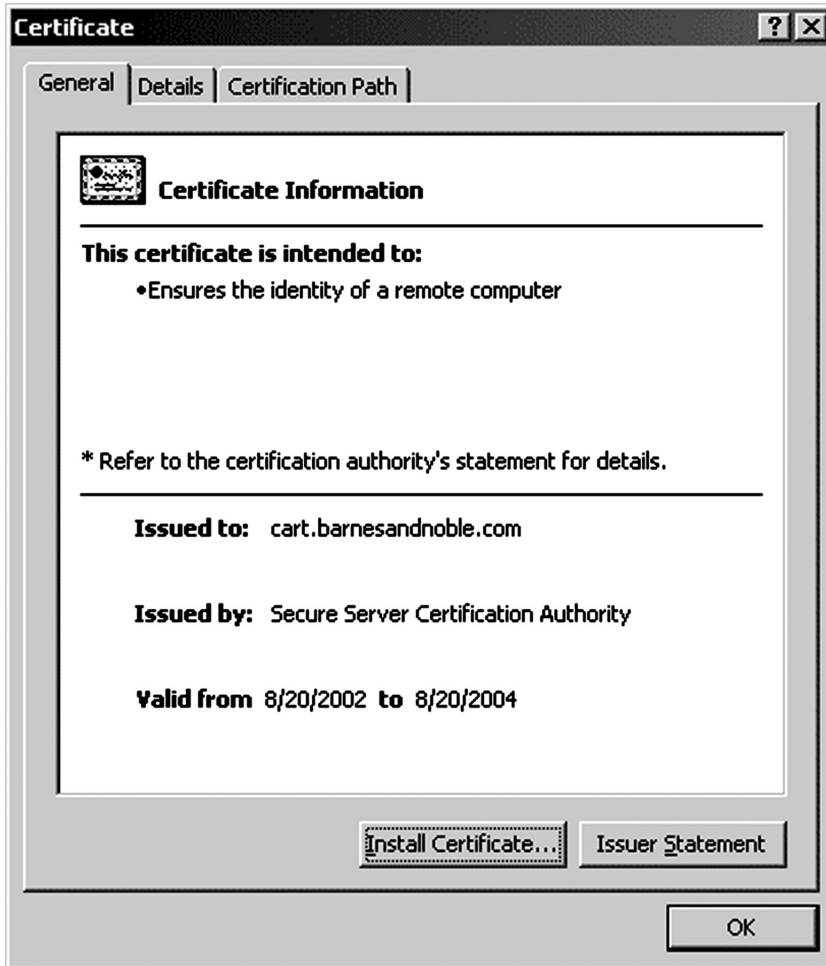 Certificate
General Details Certification Path
Certificate Information
This certificate is intended to:
•Ensures the identity of a remote computer
* Refer to the certification authority's statement for details.
Issued to: cart.barnesandnoble.com
Issued by: Secure Server Certification Authority
Valid from 8/20/2002 to 8/20/2004
Install Certificate... Issuer Statement
OK